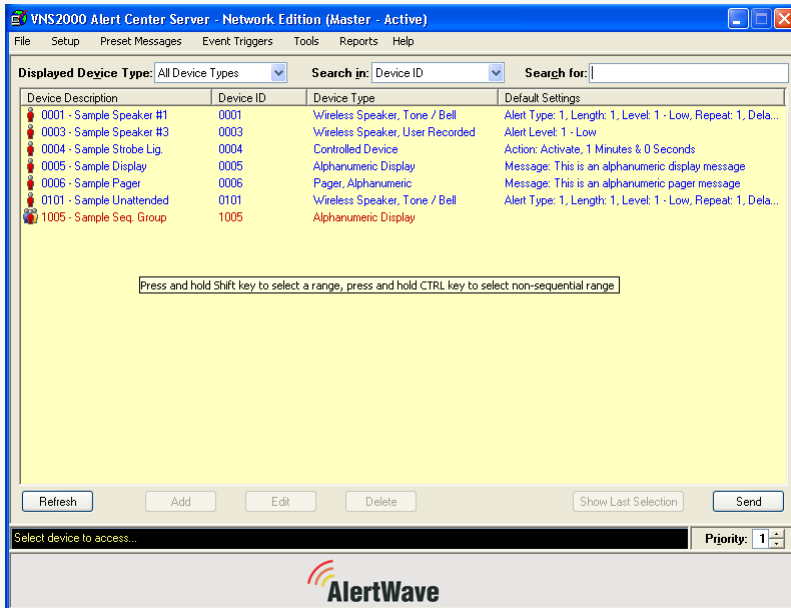 VNS2000 Alert Center Server - Network Edition (Master - Active)
File Setup Preset Messages Event Triggers Tools Reports Help
Displayed Device Type: All Device Types Search in: Device ID Search for:
Device Description Device ID Device Type Default Settings
0001 - Sample Speaker #1 0001 Wireless Speaker, Tone / Bell Alert Type: 1, Length: 1, Level: 1 - Low, Repeat: 1, Dela...
0003 - Sample Speaker #3 0003 Wireless Speaker, User Recorded Alert Level: 1 - Low
0004 - Sample Strobe Lig. 0004 Controlled Device Action: Activate, 1 Minutes & 0 Seconds
0005 - Sample Display 0005 Alphanumeric Display Message: This is an alphanumeric display message
0006 - Sample Pager 0006 Pager, Alphanumeric Message: This is an alphanumeric pager message
0101 - Sample Unattended 0101 Wireless Speaker, Tone / Bell Alert Type: 1, Length: 1, Level: 1 - Low, Repeat: 1, Dela...
1005 - Sample Seq. Group 1005 Alphanumeric Display
Press and hold Shift key to select a range, press and hold CTRL key to select non-sequential range
Refresh Add Edit Delete Show Last Selection Send
Select device to access... Priority: 1
AlertWave